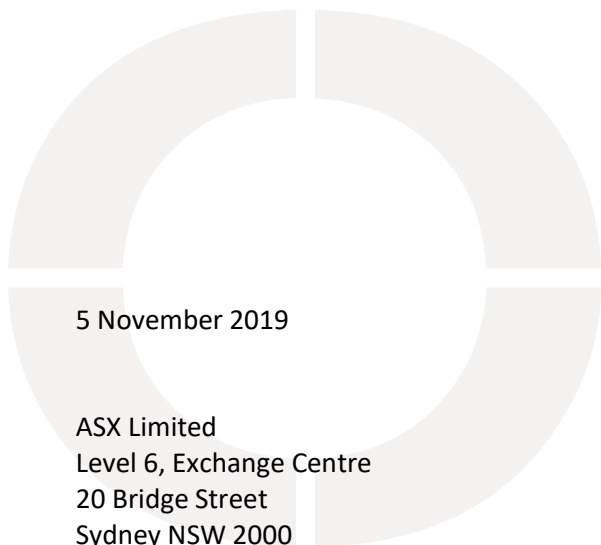 5 November 2019
ASX Limited
Level 6, Exchange Centre
20 Bridge Street
Sydney NSW 2000